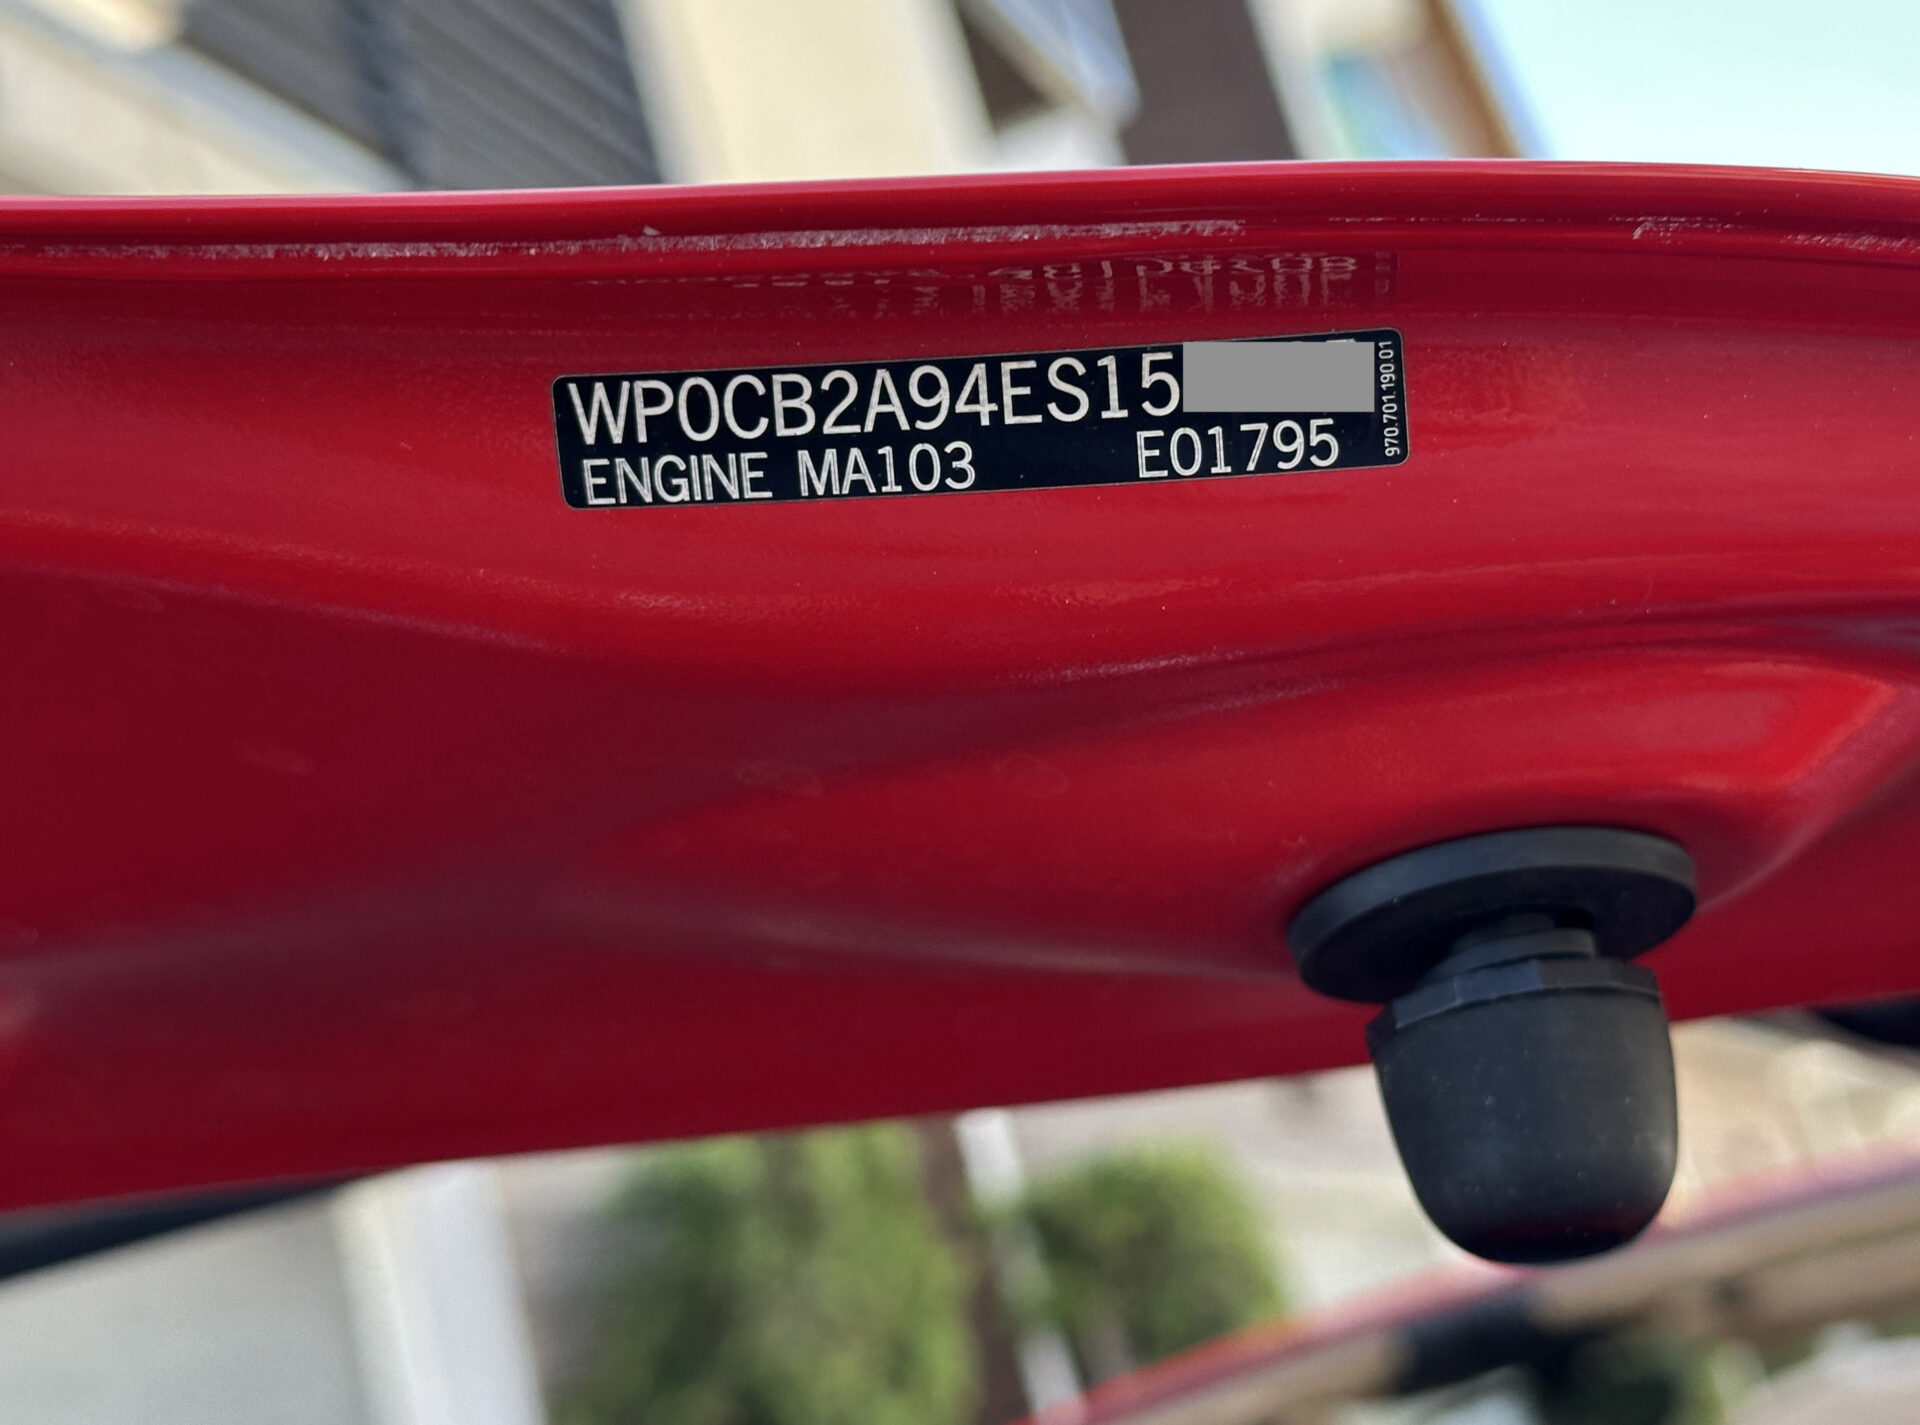 WP0CB2A94ES15
ENGINE MA103 E01795
970.701.190.01